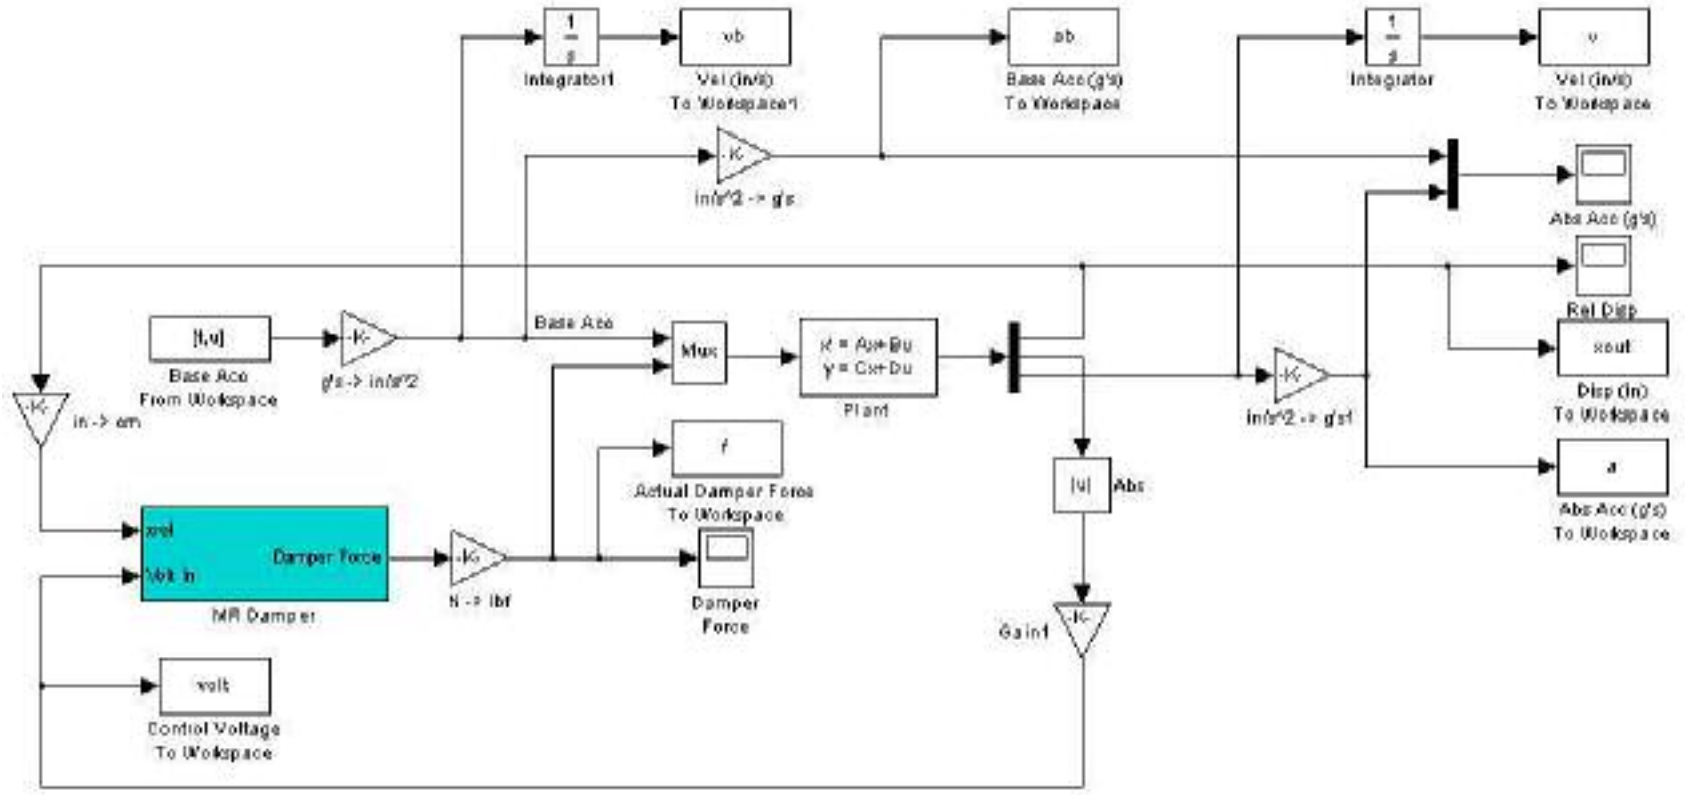 1
s
Integrator1
vb
Vel (in/s)
To Workspace1
ab
Base Acc (g's)
To Workspace
1
s
Integrator
v
Vel (in/s)
To Workspace
-K-
in/s^2 -> g's
Abs Acc (g's)
Rel Disp
[t,u]
Base Acc
From Workspace
-K-
g's -> in/s^2
Base Acc
Mux
x' = Ax+Bu
y = Cx+Du
Plant
-K-
in/s^2 -> g's1
xout
Disp (in)
To Workspace
-K-
in -> cm
f
Actual Damper Force
To Workspace
|u|
Abs
a
Abs Acc (g's)
To Workspace
xrel
Volt in
Damper Force
MR Damper
-K-
N -> lbf
Damper
Force
-K-
Gain1
volt
Control Voltage
To Workspace